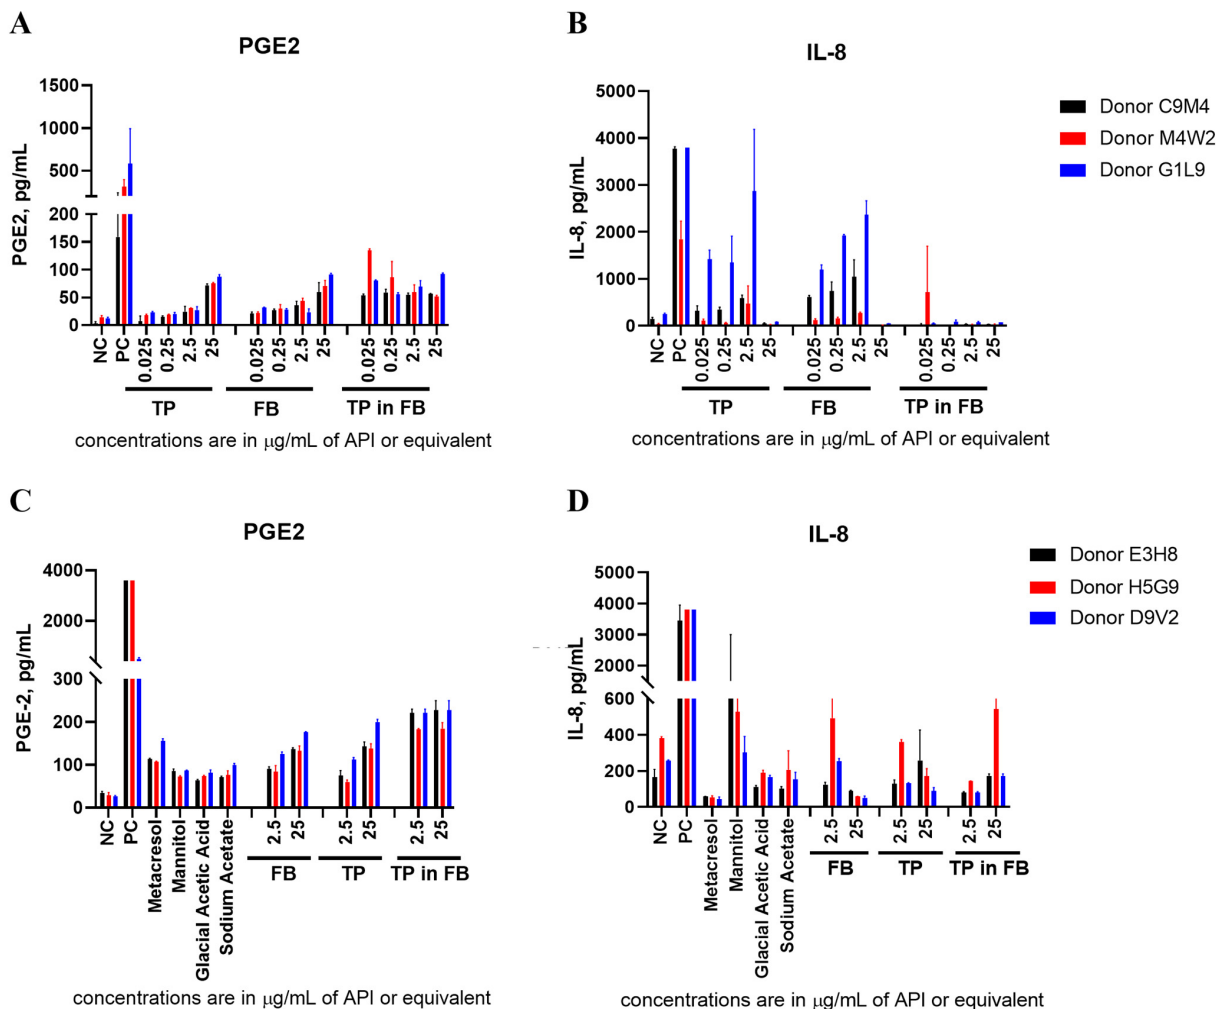 A
PGE2
PGE2, pg/mL
1500
1000
500
200
150
100
50
0
NC
PC
0.025
0.25
2.5
25
0.025
0.25
2.5
25
0.025
0.25
2.5
25
TP
FB
TP in FB
concentrations are in μg/mL of API or equivalent
B
IL-8
IL-8, pg/mL
5000
4000
3000
2000
1000
0
NC
PC
0.025
0.25
2.5
25
0.025
0.25
2.5
25
0.025
0.25
2.5
25
TP
FB
TP in FB
concentrations are in μg/mL of API or equivalent
Donor C9M4
Donor M4W2
Donor G1L9
C
PGE2
PGE-2, pg/mL
4000
2000
300
200
100
0
NC
PC
Metacresol
Mannitol
Glacial Acetic Acid
Sodium Acetate
2.5
25
2.5
25
2.5
25
FB
TP
TP in FB
concentrations are in μg/mL of API or equivalent
D
IL-8
IL-8, pg/mL
5000
4000
3000
2000
600
400
200
0
NC
PC
Metacresol
Mannitol
Glacial Acetic Acid
Sodium Acetate
2.5
25
2.5
25
2.5
25
FB
TP
TP in FB
concentrations are in μg/mL of API or equivalent
Donor E3H8
Donor H5G9
Donor D9V2